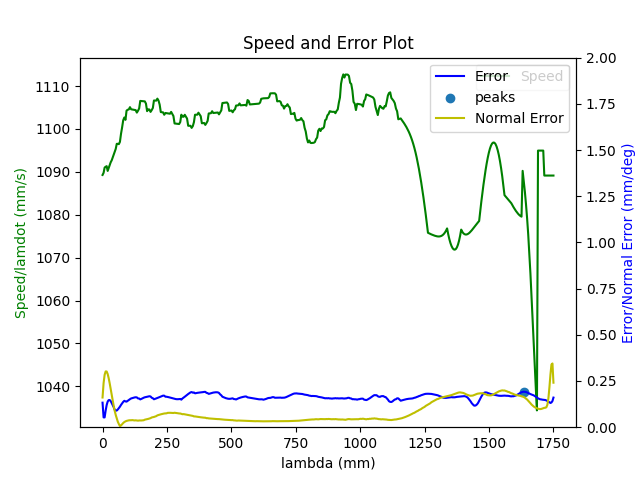 Speed and Error Plot
Error
Speed
peaks
Normal Error
Speed/lamdot (mm/s)
1110
1100
1090
1080
1070
1060
1050
1040
2.00
1.75
1.50
1.25
1.00
0.75
0.50
0.25
0.00
Error/Normal Error (mm/deg)
0 250 500 750 1000 1250 1500 1750
lambda (mm)